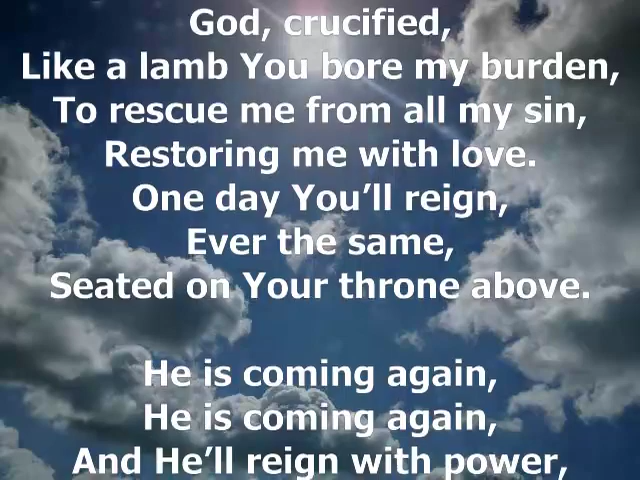 God, crucified,
Like a lamb You bore my burden,
To rescue me from all my sin,
Restoring me with love.
One day You’ll reign,
Ever the same,
Seated on Your throne above.
He is coming again,
He is coming again,
And He’ll reign with power,